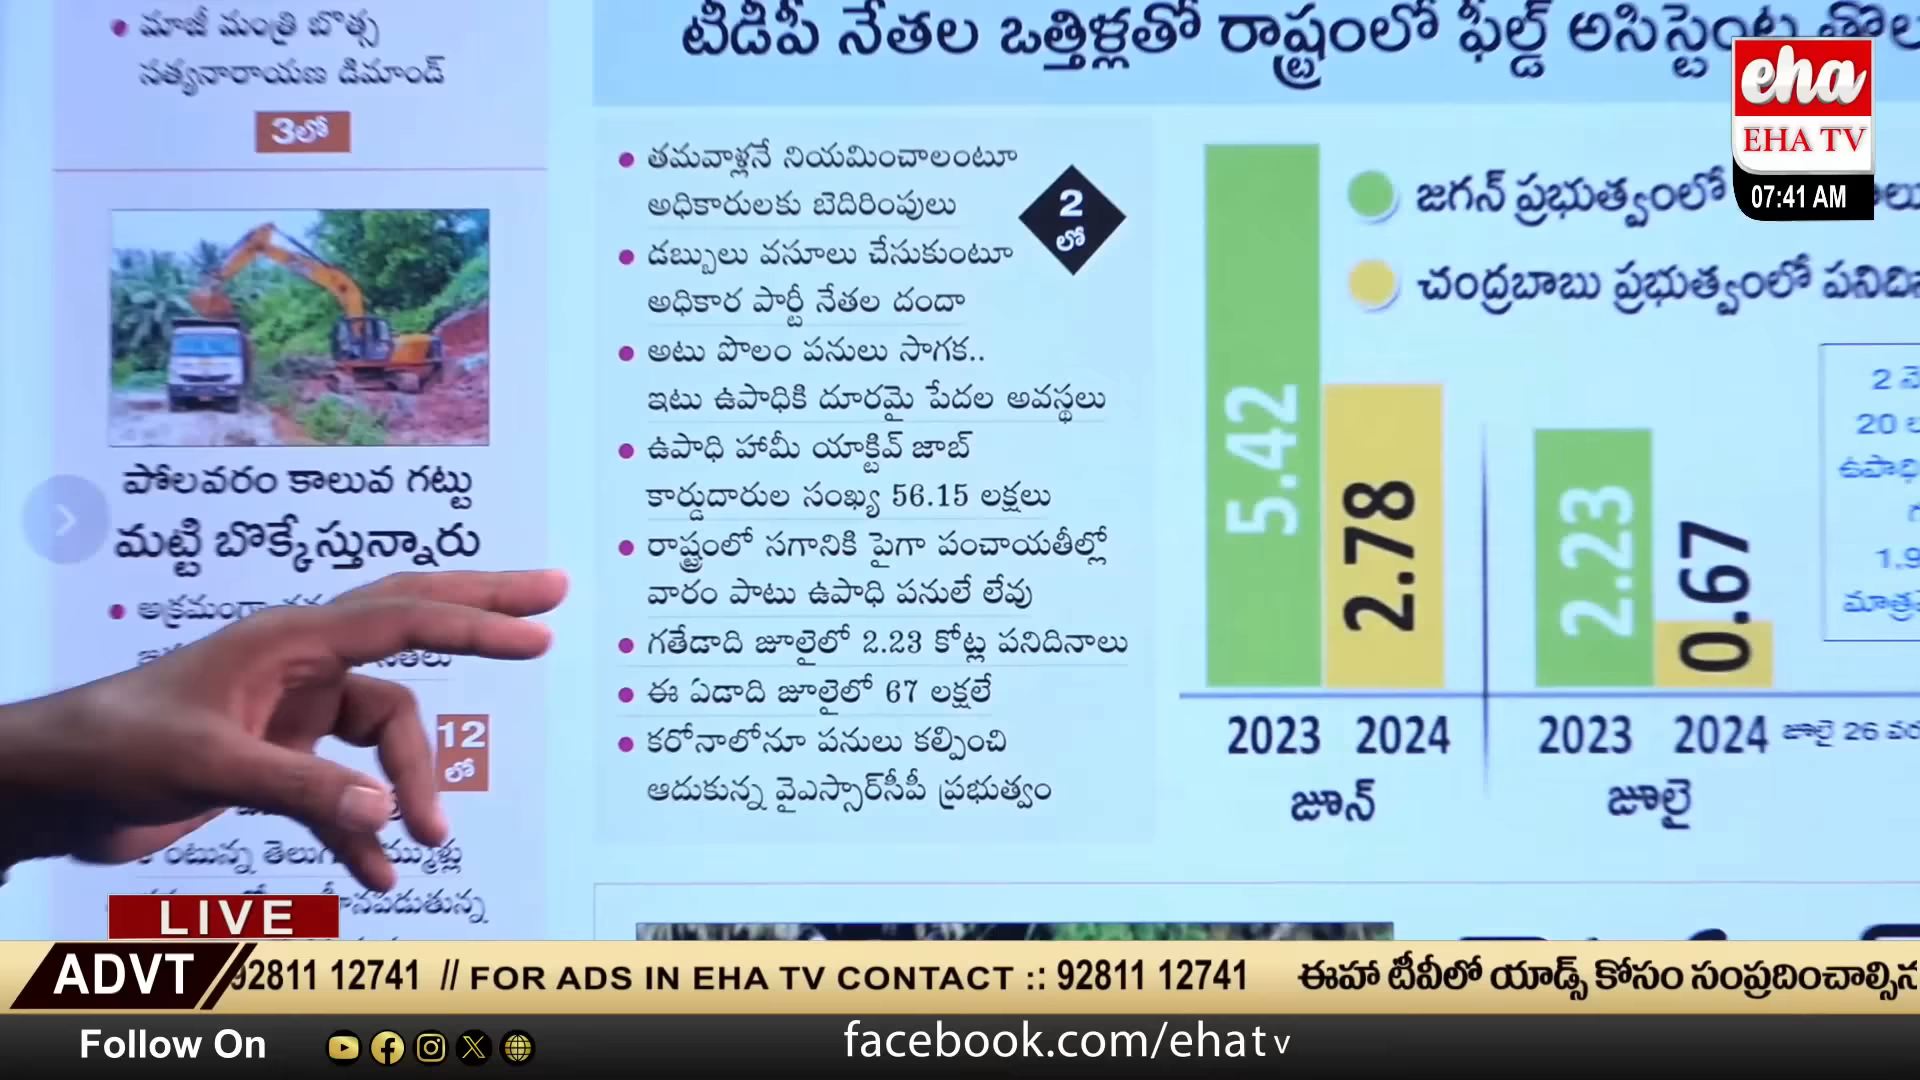 మాజీ మంత్రి బొత్స
సత్యనారాయణ డిమాండ్
3లో
పోలవరం కాలువ గట్టు
మట్టి బొక్కేస్తున్నారు
12
లో
టీడీపీ నేతల ఒత్తిళ్లతో రాష్ట్రంలో ఫీల్డ్ అసిస్టెంట్ల
తమవాళ్లనే నియమించాలంటూ
అధికారులకు బెదిరింపులు
డబ్బులు వసూలు చేసుకుంటూ
అధికార పార్టీ నేతల దందా
అటు పొలం పనులు సాగక..
ఇటు ఉపాధికి దూరమై పేదల అవస్థలు
ఉపాధి హామీ యాక్టివ్ జాబ్
కార్డుదారుల సంఖ్య 56.15 లక్షలు
రాష్ట్రంలో సగానికి పైగా పంచాయతీల్లో
వారం పాటు ఉపాధి పనులే లేవు
గతేడాది జూలైలో 2.23 కోట్ల పనిదినాలు
ఈ ఏడాది జూలైలో 67 లక్షలే
కరోనాలోనూ పనులు కల్పించి
ఆదుకున్న వైఎస్సార్‌సీపీ ప్రభుత్వం
2
లో
జగన్ ప్రభుత్వంలో
చంద్రబాబు ప్రభుత్వంలో
5.42
2.78
2.23
0.67
2023 2024
2023 2024
జూలై 26
జూన్
జూలై
eha
EHA TV
07:41 AM
LIVE
ADVT
92811 12741 // FOR ADS IN EHA TV CONTACT :: 92811 12741 ఈహా టీవీలో యాడ్స్ కోసం
Follow On
facebook.com/ehatv